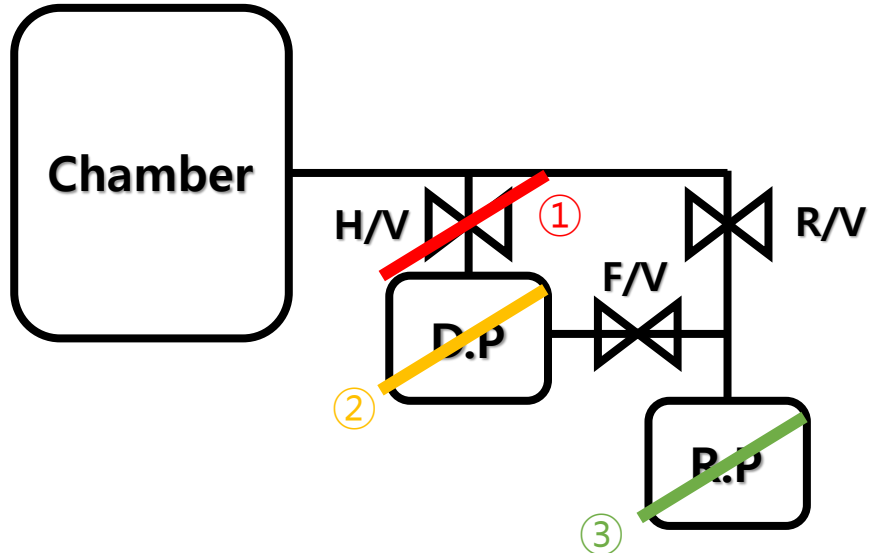 Chamber
H/V
①
R/V
F/V
D.P
②
R.P
③